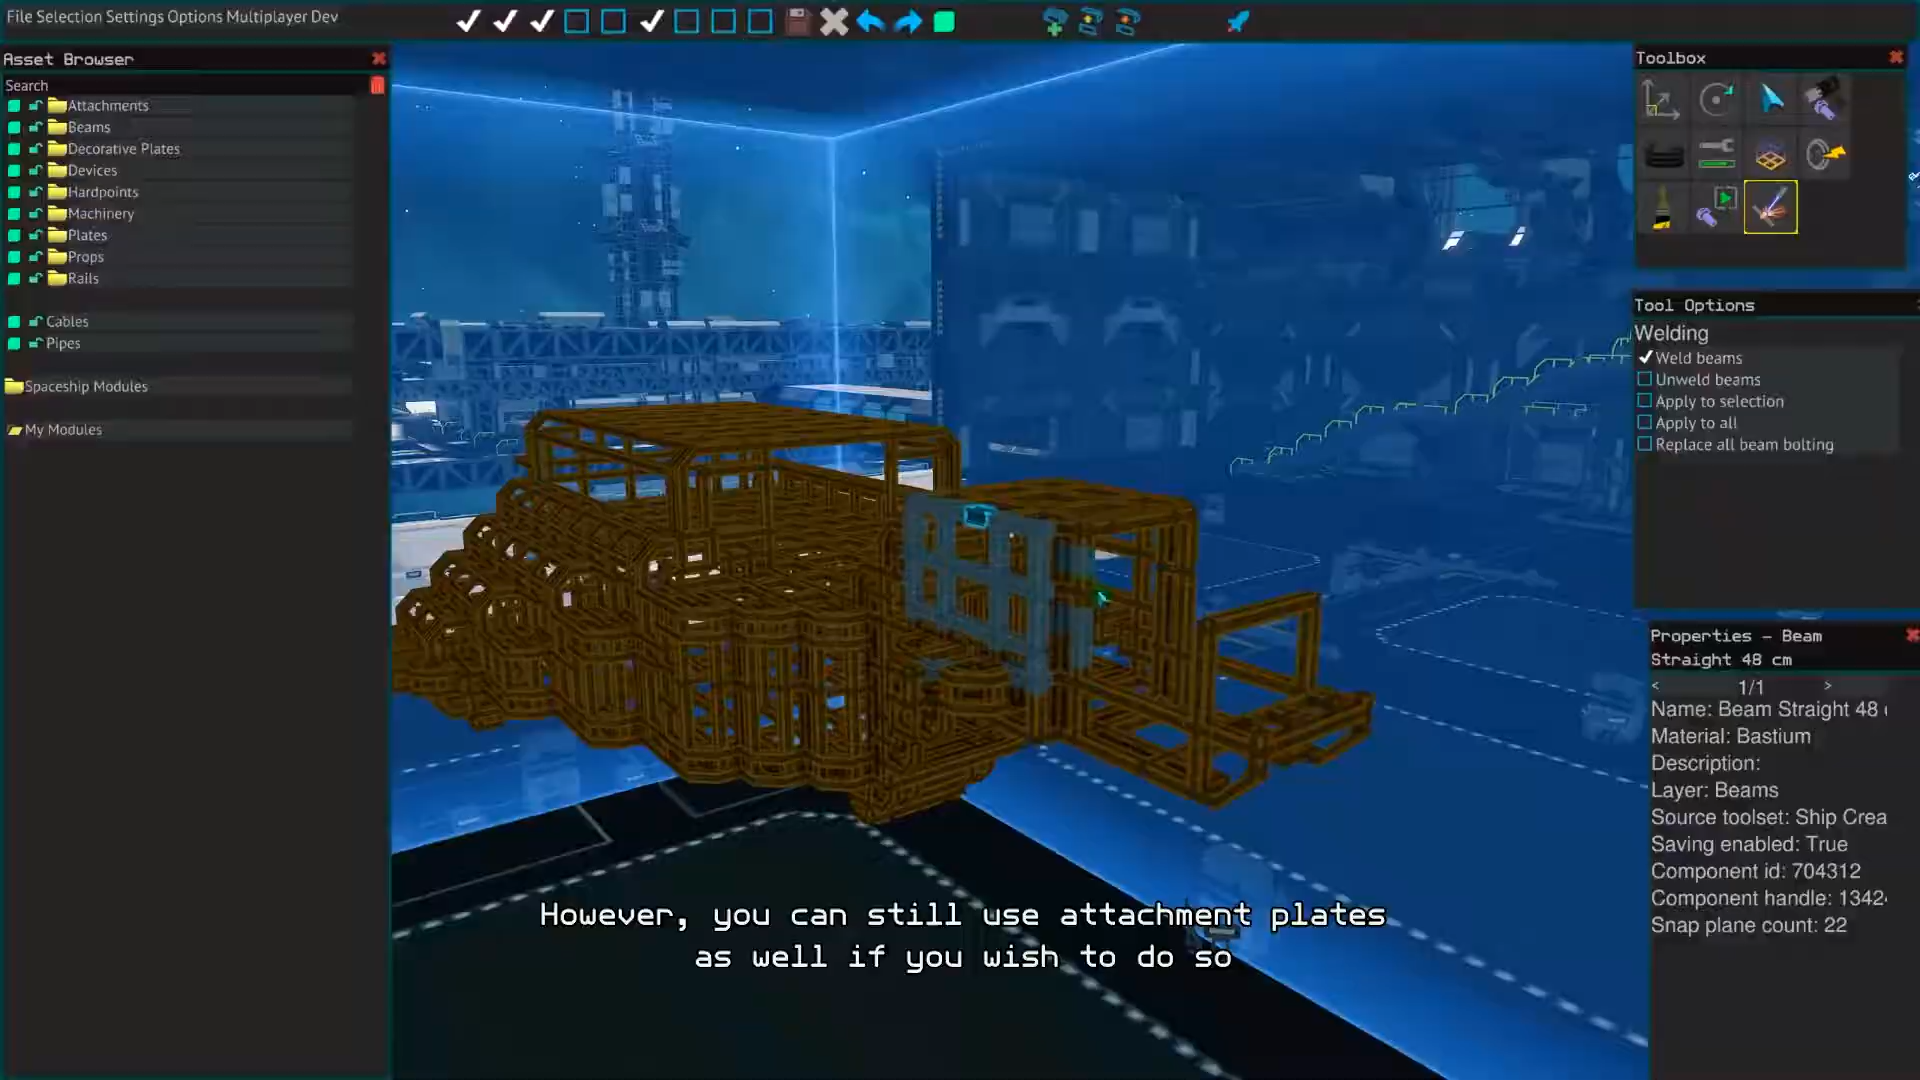 File Selection Settings Options Multiplayer Dev
Asset Browser
Search
Attachments
Beams
Decorative Plates
Devices
Hardpoints
Machinery
Plates
Props
Rails
Cables
Pipes
Spaceship Modules
My Modules
Toolbox
Tool Options
Welding
Weld beams
Unweld beams
Apply to selection
Apply to all
Replace all beam bolting
Properties - Beam
Straight 48 cm
< 1/1 >
Name: Beam Straight 48
Material: Bastium
Description:
Layer: Beams
Source toolset: Ship Crea
Saving enabled: True
Component id: 704312
Component handle: 1342
Snap plane count: 22
However, you can still use attachment plates
as well if you wish to do so